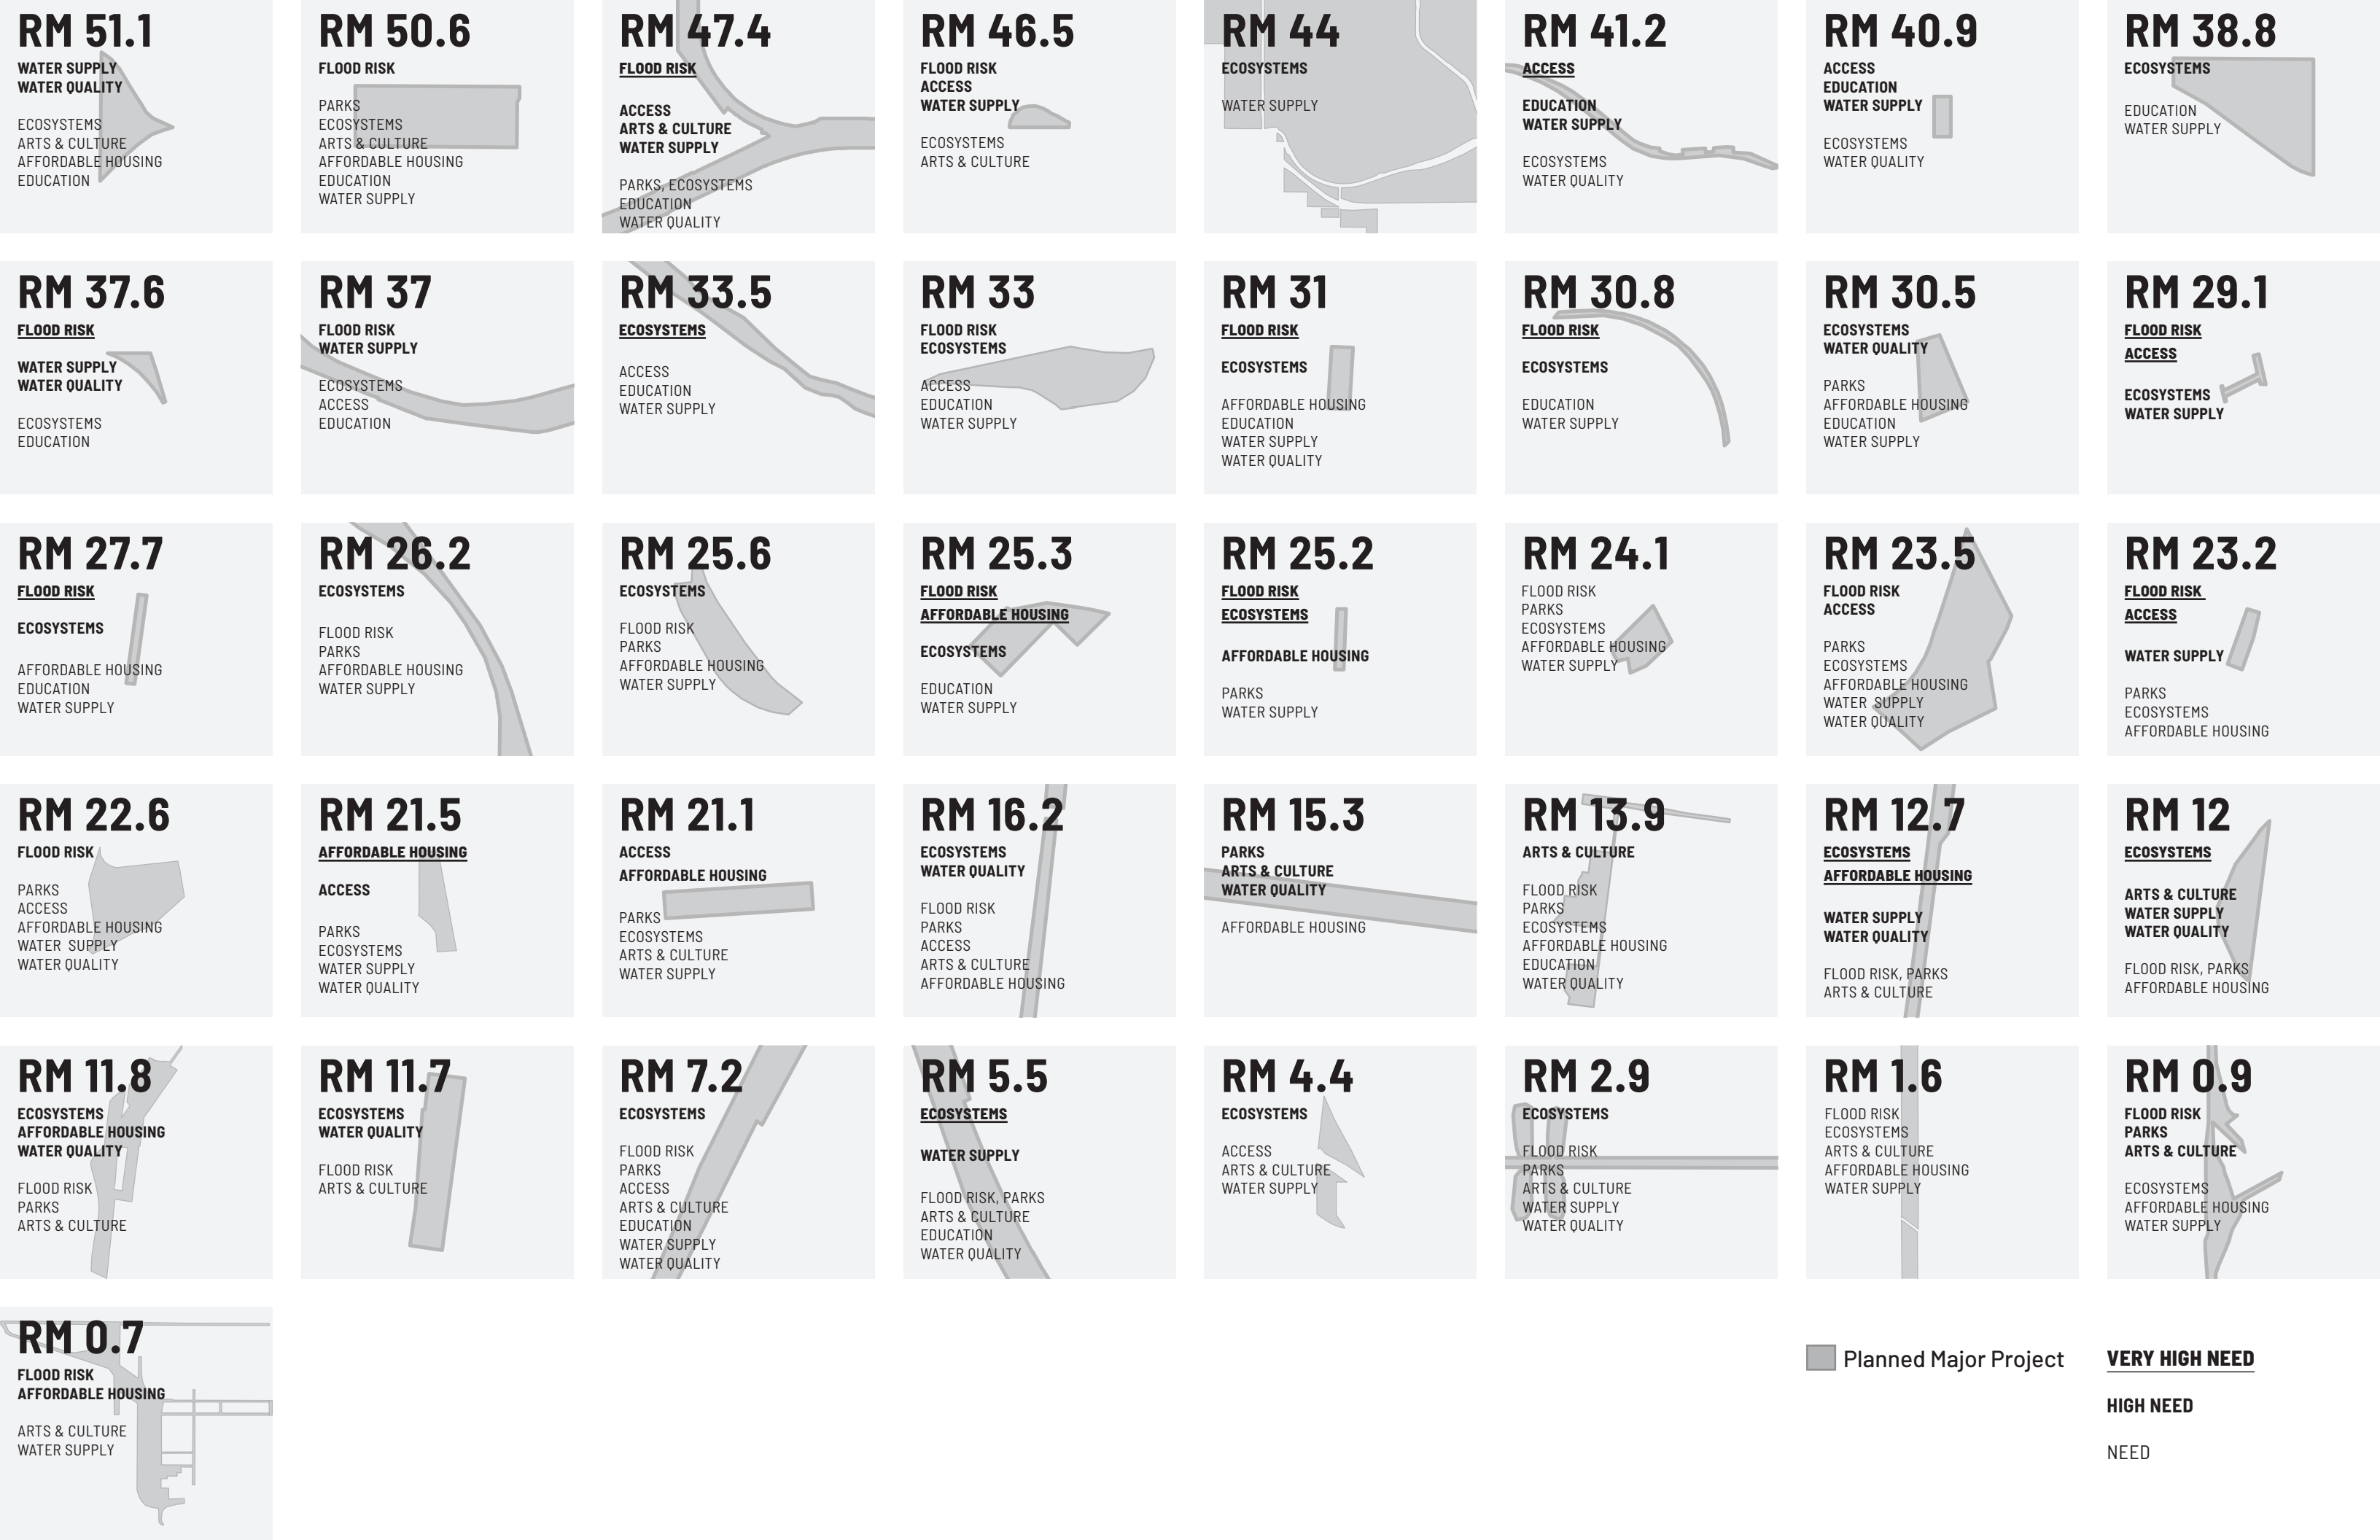 RM 51.1
WATER SUPPLY
WATER QUALITY
ECOSYSTEMS
ARTS & CULTURE
AFFORDABLE HOUSING
EDUCATION
RM 50.6
FLOOD RISK
PARKS
ECOSYSTEMS
ARTS & CULTURE
AFFORDABLE HOUSING
EDUCATION
WATER SUPPLY
RM 47.4
FLOOD RISK
ACCESS
ARTS & CULTURE
WATER SUPPLY
PARKS, ECOSYSTEMS
EDUCATION
WATER QUALITY
RM 46.5
FLOOD RISK
ACCESS
WATER SUPPLY
ECOSYSTEMS
ARTS & CULTURE
RM 44
ECOSYSTEMS
WATER SUPPLY
RM 41.2
ACCESS
EDUCATION
WATER SUPPLY
ECOSYSTEMS
WATER QUALITY
RM 40.9
ACCESS
EDUCATION
WATER SUPPLY
ECOSYSTEMS
WATER QUALITY
RM 38.8
ECOSYSTEMS
EDUCATION
WATER SUPPLY
RM 37.6
FLOOD RISK
WATER SUPPLY
WATER QUALITY
ECOSYSTEMS
EDUCATION
RM 37
FLOOD RISK
WATER SUPPLY
ECOSYSTEMS
ACCESS
EDUCATION
RM 33.5
ECOSYSTEMS
ACCESS
EDUCATION
WATER SUPPLY
RM 33
FLOOD RISK
ECOSYSTEMS
ACCESS
EDUCATION
WATER SUPPLY
RM 31
FLOOD RISK
ECOSYSTEMS
AFFORDABLE HOUSING
EDUCATION
WATER SUPPLY
WATER QUALITY
RM 30.8
FLOOD RISK
ECOSYSTEMS
EDUCATION
WATER SUPPLY
RM 30.5
ECOSYSTEMS
WATER QUALITY
PARKS
AFFORDABLE HOUSING
EDUCATION
WATER SUPPLY
RM 29.1
FLOOD RISK
ACCESS
ECOSYSTEMS
WATER SUPPLY
RM 27.7
FLOOD RISK
ECOSYSTEMS
AFFORDABLE HOUSING
EDUCATION
WATER SUPPLY
RM 26.2
ECOSYSTEMS
FLOOD RISK
PARKS
AFFORDABLE HOUSING
WATER SUPPLY
RM 25.6
ECOSYSTEMS
FLOOD RISK
PARKS
AFFORDABLE HOUSING
WATER SUPPLY
RM 25.3
FLOOD RISK
AFFORDABLE HOUSING
ECOSYSTEMS
EDUCATION
WATER SUPPLY
RM 25.2
FLOOD RISK
ECOSYSTEMS
AFFORDABLE HOUSING
PARKS
WATER SUPPLY
RM 24.1
FLOOD RISK
PARKS
ECOSYSTEMS
AFFORDABLE HOUSING
WATER SUPPLY
RM 23.5
FLOOD RISK
ACCESS
PARKS
ECOSYSTEMS
AFFORDABLE HOUSING
WATER SUPPLY
WATER QUALITY
RM 23.2
FLOOD RISK
ACCESS
WATER SUPPLY
PARKS
ECOSYSTEMS
AFFORDABLE HOUSING
RM 22.6
FLOOD RISK
PARKS
ACCESS
AFFORDABLE HOUSING
WATER SUPPLY
WATER QUALITY
RM 21.5
AFFORDABLE HOUSING
ACCESS
PARKS
ECOSYSTEMS
WATER SUPPLY
WATER QUALITY
RM 21.1
ACCESS
AFFORDABLE HOUSING
PARKS
ECOSYSTEMS
ARTS & CULTURE
WATER SUPPLY
RM 16.2
ECOSYSTEMS
WATER QUALITY
FLOOD RISK
PARKS
ACCESS
ARTS & CULTURE
AFFORDABLE HOUSING
RM 15.3
PARKS
ARTS & CULTURE
WATER QUALITY
AFFORDABLE HOUSING
RM 13.9
ARTS & CULTURE
FLOOD RISK
PARKS
ECOSYSTEMS
AFFORDABLE HOUSING
EDUCATION
WATER QUALITY
RM 12.7
ECOSYSTEMS
AFFORDABLE HOUSING
WATER SUPPLY
WATER QUALITY
FLOOD RISK, PARKS
ARTS & CULTURE
RM 12
ECOSYSTEMS
ARTS & CULTURE
WATER SUPPLY
WATER QUALITY
FLOOD RISK, PARKS
AFFORDABLE HOUSING
RM 11.8
ECOSYSTEMS
AFFORDABLE HOUSING
WATER QUALITY
FLOOD RISK
PARKS
ARTS & CULTURE
RM 11.7
ECOSYSTEMS
WATER QUALITY
FLOOD RISK
ARTS & CULTURE
RM 7.2
ECOSYSTEMS
FLOOD RISK
PARKS
ACCESS
ARTS & CULTURE
EDUCATION
WATER SUPPLY
WATER QUALITY
RM 5.5
ECOSYSTEMS
WATER SUPPLY
FLOOD RISK, PARKS
ARTS & CULTURE
EDUCATION
WATER QUALITY
RM 4.4
ECOSYSTEMS
ACCESS
ARTS & CULTURE
WATER SUPPLY
RM 2.9
ECOSYSTEMS
FLOOD RISK
PARKS
ARTS & CULTURE
WATER SUPPLY
WATER QUALITY
RM 1.6
FLOOD RISK
ECOSYSTEMS
ARTS & CULTURE
AFFORDABLE HOUSING
WATER SUPPLY
RM 0.9
FLOOD RISK
PARKS
ARTS & CULTURE
ECOSYSTEMS
AFFORDABLE HOUSING
WATER SUPPLY
RM 0.7
FLOOD RISK
AFFORDABLE HOUSING
ARTS & CULTURE
WATER SUPPLY
Planned Major Project
VERY HIGH NEED
HIGH NEED
NEED